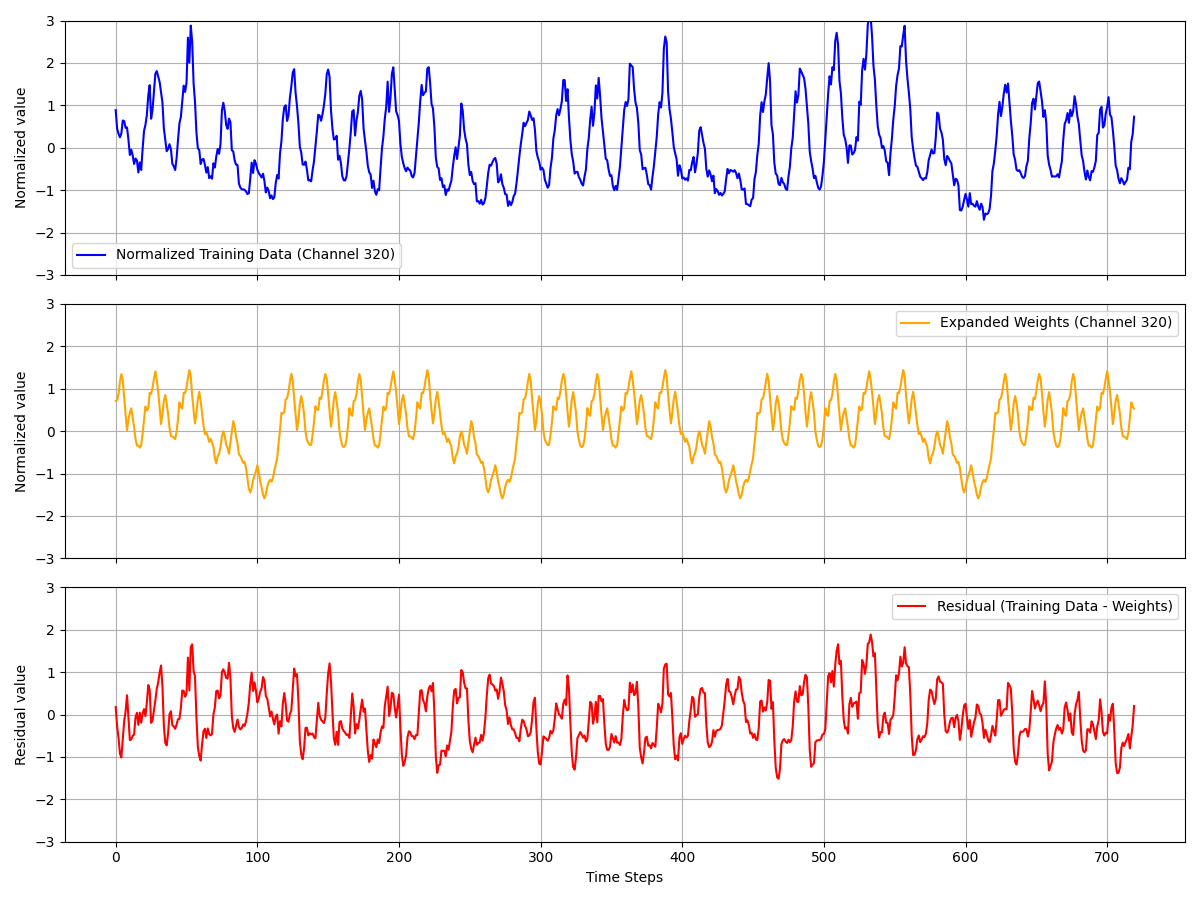 3
2
1
0
−1
−2
−3
Normalized value
Normalized Training Data (Channel 320)
3
2
1
0
−1
−2
−3
Normalized value
Expanded Weights (Channel 320)
3
2
1
0
−1
−2
−3
Residual value
Residual (Training Data - Weights)
0 100 200 300 400 500 600 700
Time Steps